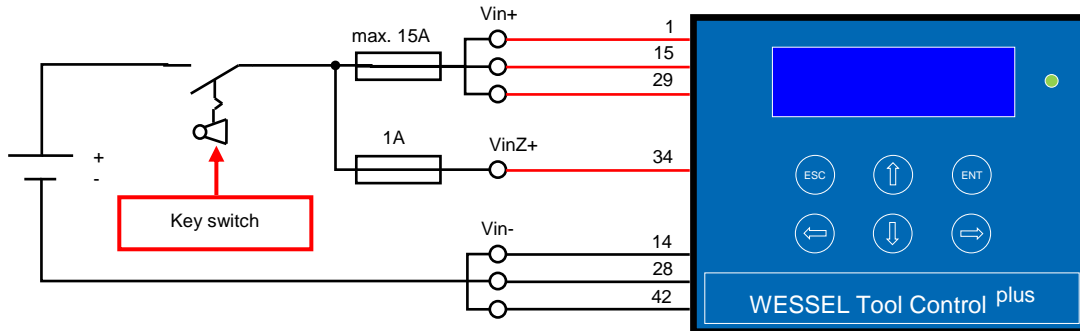 Vin+
max. 15A
1
15
29
1A
VinZ+
34
+
-
Key switch
Vin-
14
28
42
ESC
ENT
WESSEL Tool Control plus